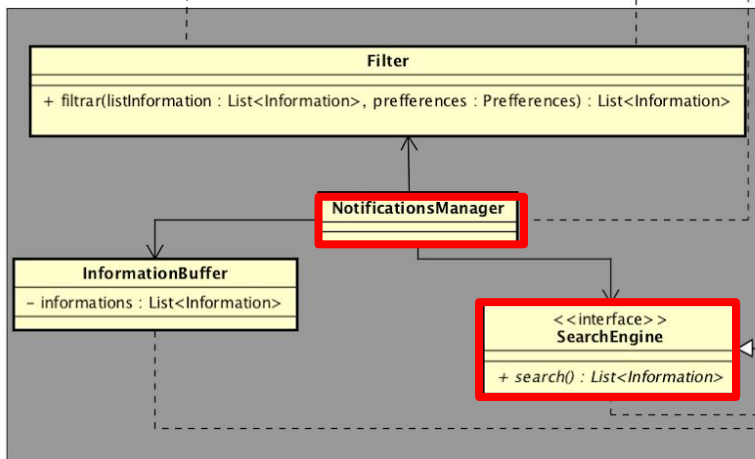 Filter
+ filtrar(listInformation : List<Information>, prefferences : Prefferences) : List<Information>
NotificationsManager
InformationBuffer
- informations : List<Information>
<<interface>>
SearchEngine
+ search() : List<Information>